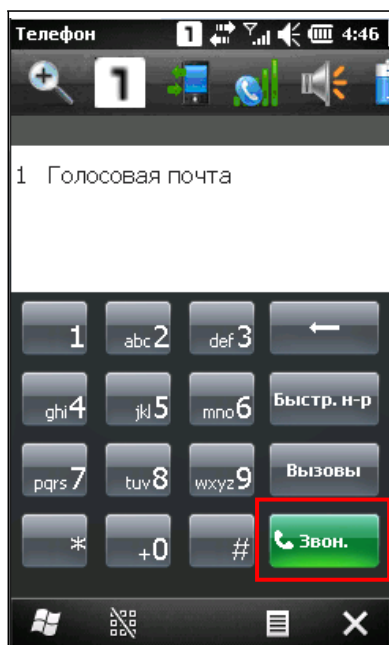 Телефон 1 4:46
1
1 Голосовая почта
1 abc2 def3
ghi4 jkl5 mno6 Быстр. н-р
pqrs7 tuv8 wxyz9 Вызовы
* +0 # Звон.